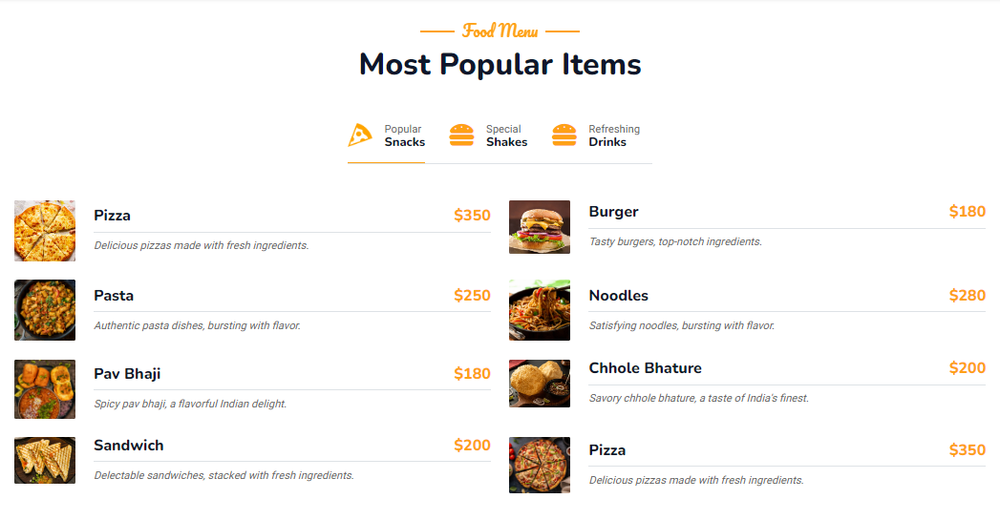 Food Menu
Most Popular Items
Popular
Snacks
Special
Shakes
Refreshing
Drinks
Pizza $350
Delicious pizzas made with fresh ingredients.
Pasta $250
Authentic pasta dishes, bursting with flavor.
Pav Bhaji $180
Spicy pav bhaji, a flavorful Indian delight.
Sandwich $200
Delectable sandwiches, stacked with fresh ingredients.
Burger $180
Tasty burgers, top-notch ingredients.
Noodles $280
Satisfying noodles, bursting with flavor.
Chhole Bhature $200
Savory chhole bhature, a taste of India's finest.
Pizza $350
Delicious pizzas made with fresh ingredients.